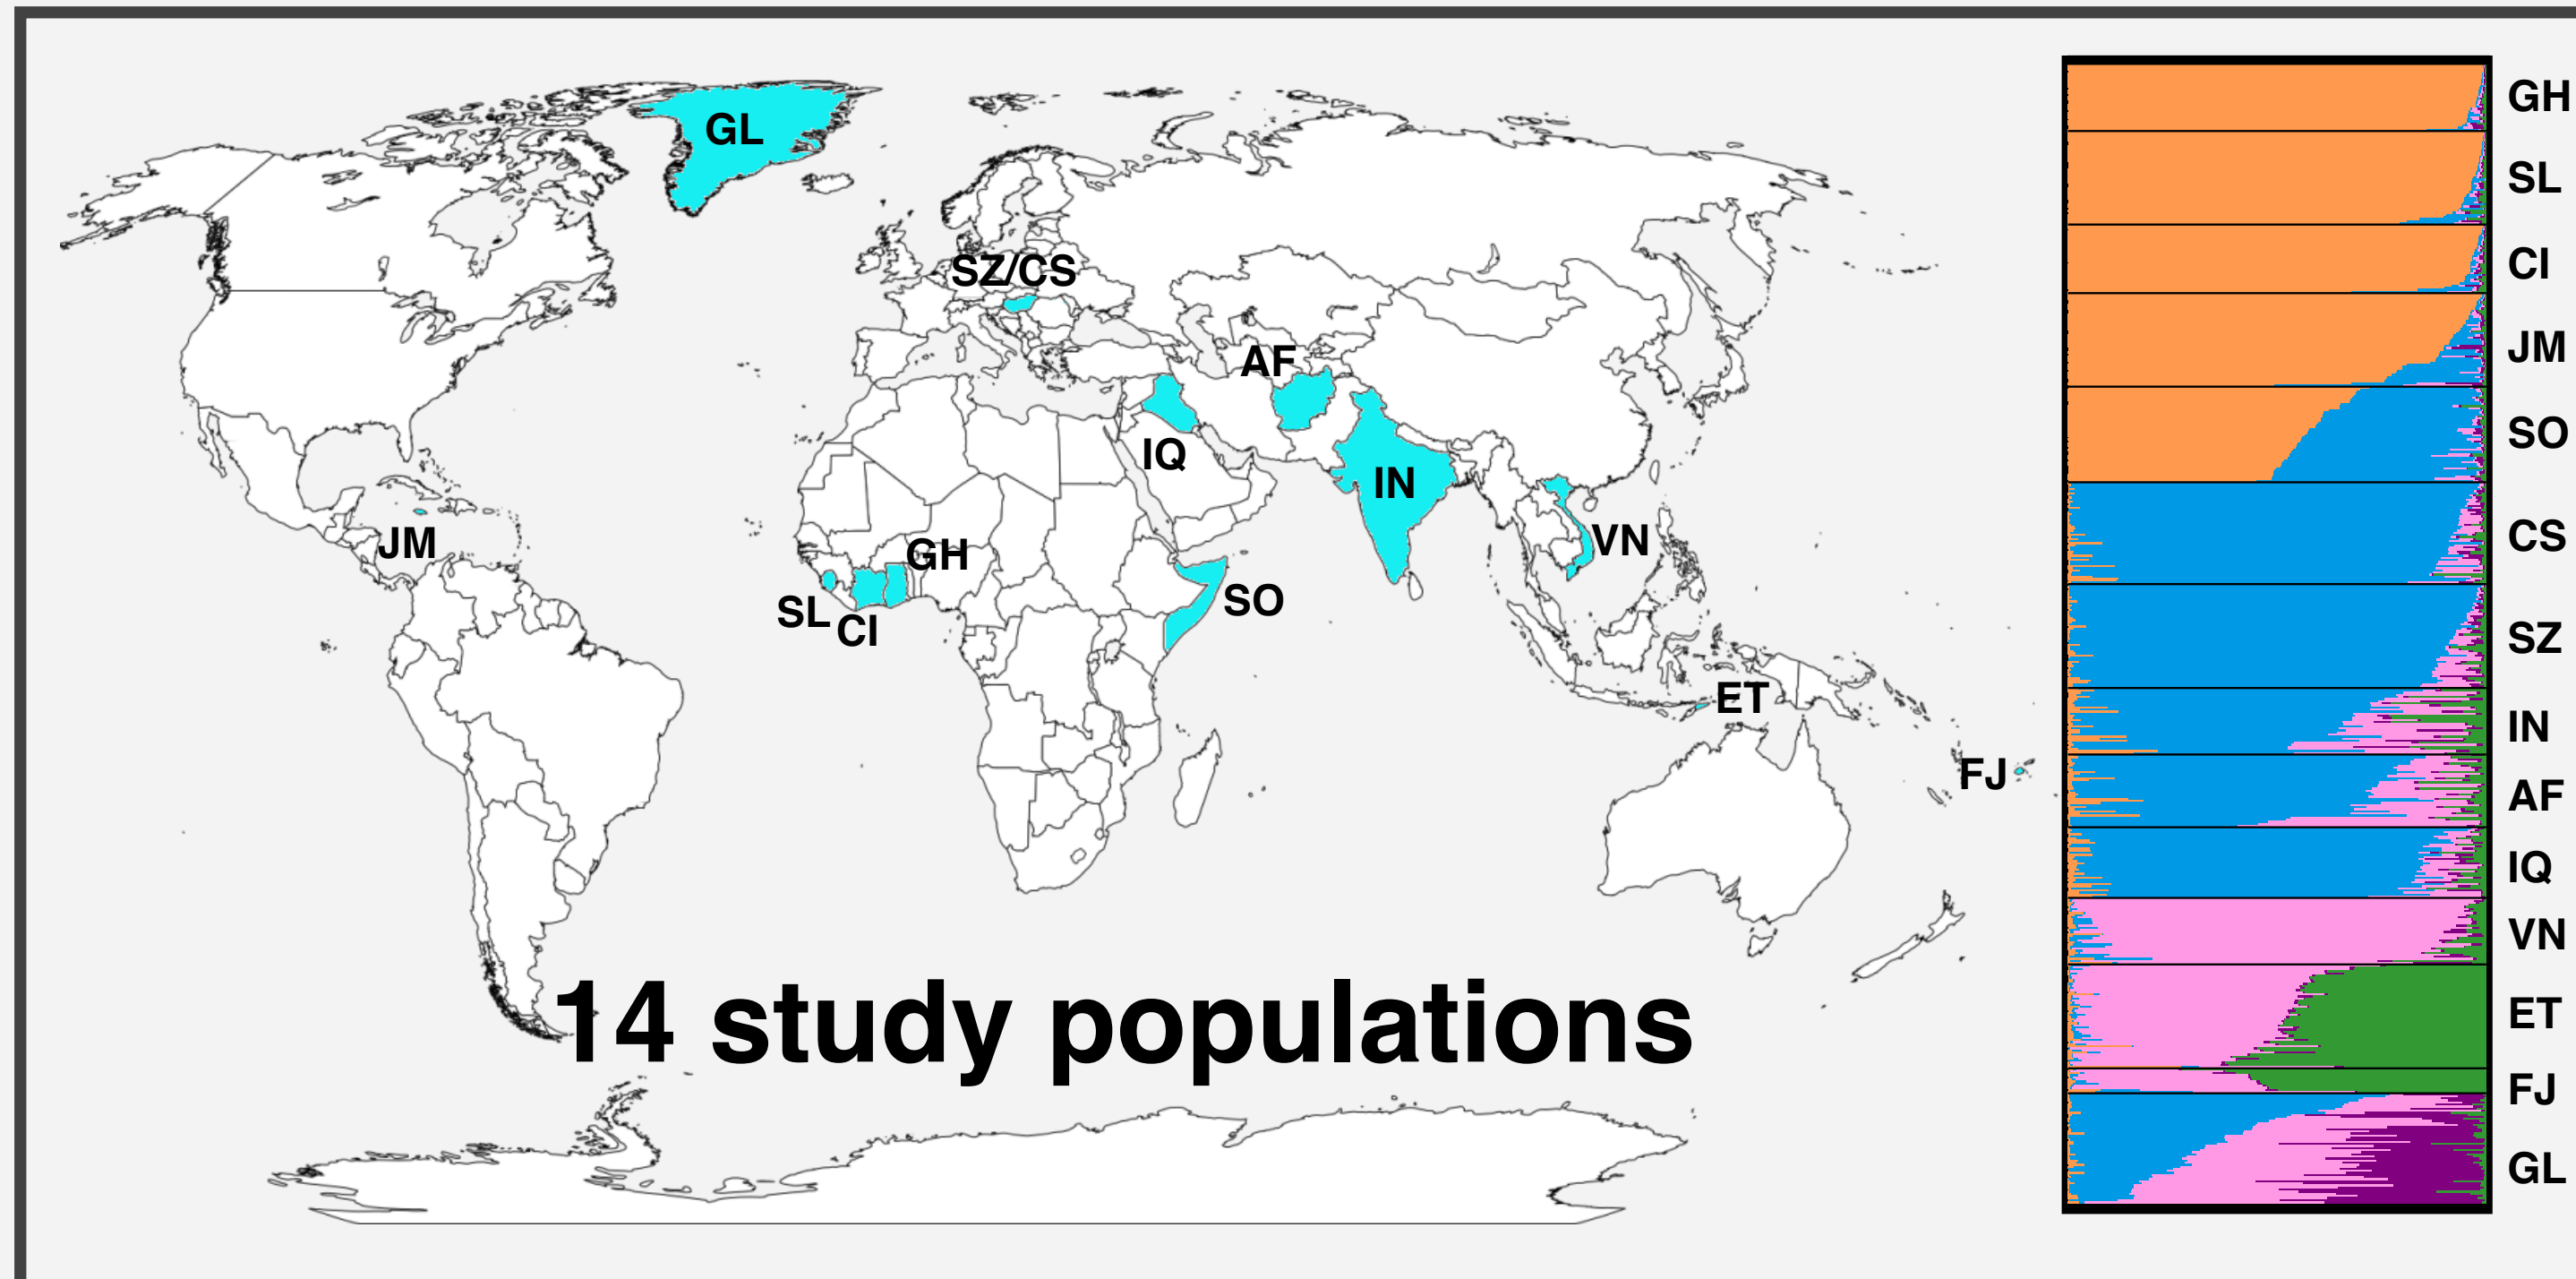 GL
SZ/CS
AF
IQ
IN
JM
GH
VN
SL
CI
SO
ET
FJ
14 study populations
GH
SL
CI
JM
SO
CS
SZ
IN
AF
IQ
VN
ET
FJ
GL